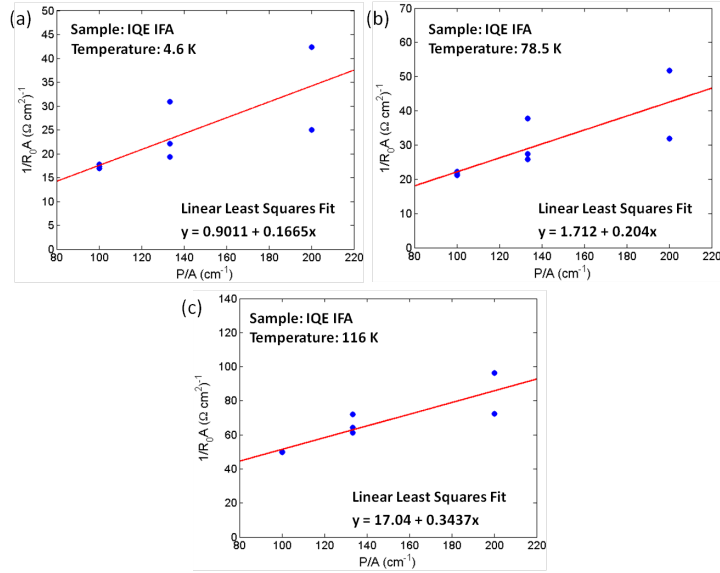 (a)
50
45
40
35
30
25
20
15
10
5
0
1/R₀A (Ω cm²)⁻¹
Sample: IQE IFA
Temperature: 4.6 K
Linear Least Squares Fit
y = 0.9011 + 0.1665x
80 100 120 140 160 180 200 220
P/A (cm⁻¹)
(b)
70
60
50
40
30
20
10
0
1/R₀A (Ω cm²)⁻¹
Sample: IQE IFA
Temperature: 78.5 K
Linear Least Squares Fit
y = 1.712 + 0.204x
80 100 120 140 160 180 200 220
P/A (cm⁻¹)
(c)
140
120
100
80
60
40
20
0
1/R₀A (Ω cm²)⁻¹
Sample: IQE IFA
Temperature: 116 K
Linear Least Squares Fit
y = 17.04 + 0.3437x
80 100 120 140 160 180 200 220
P/A (cm⁻¹)